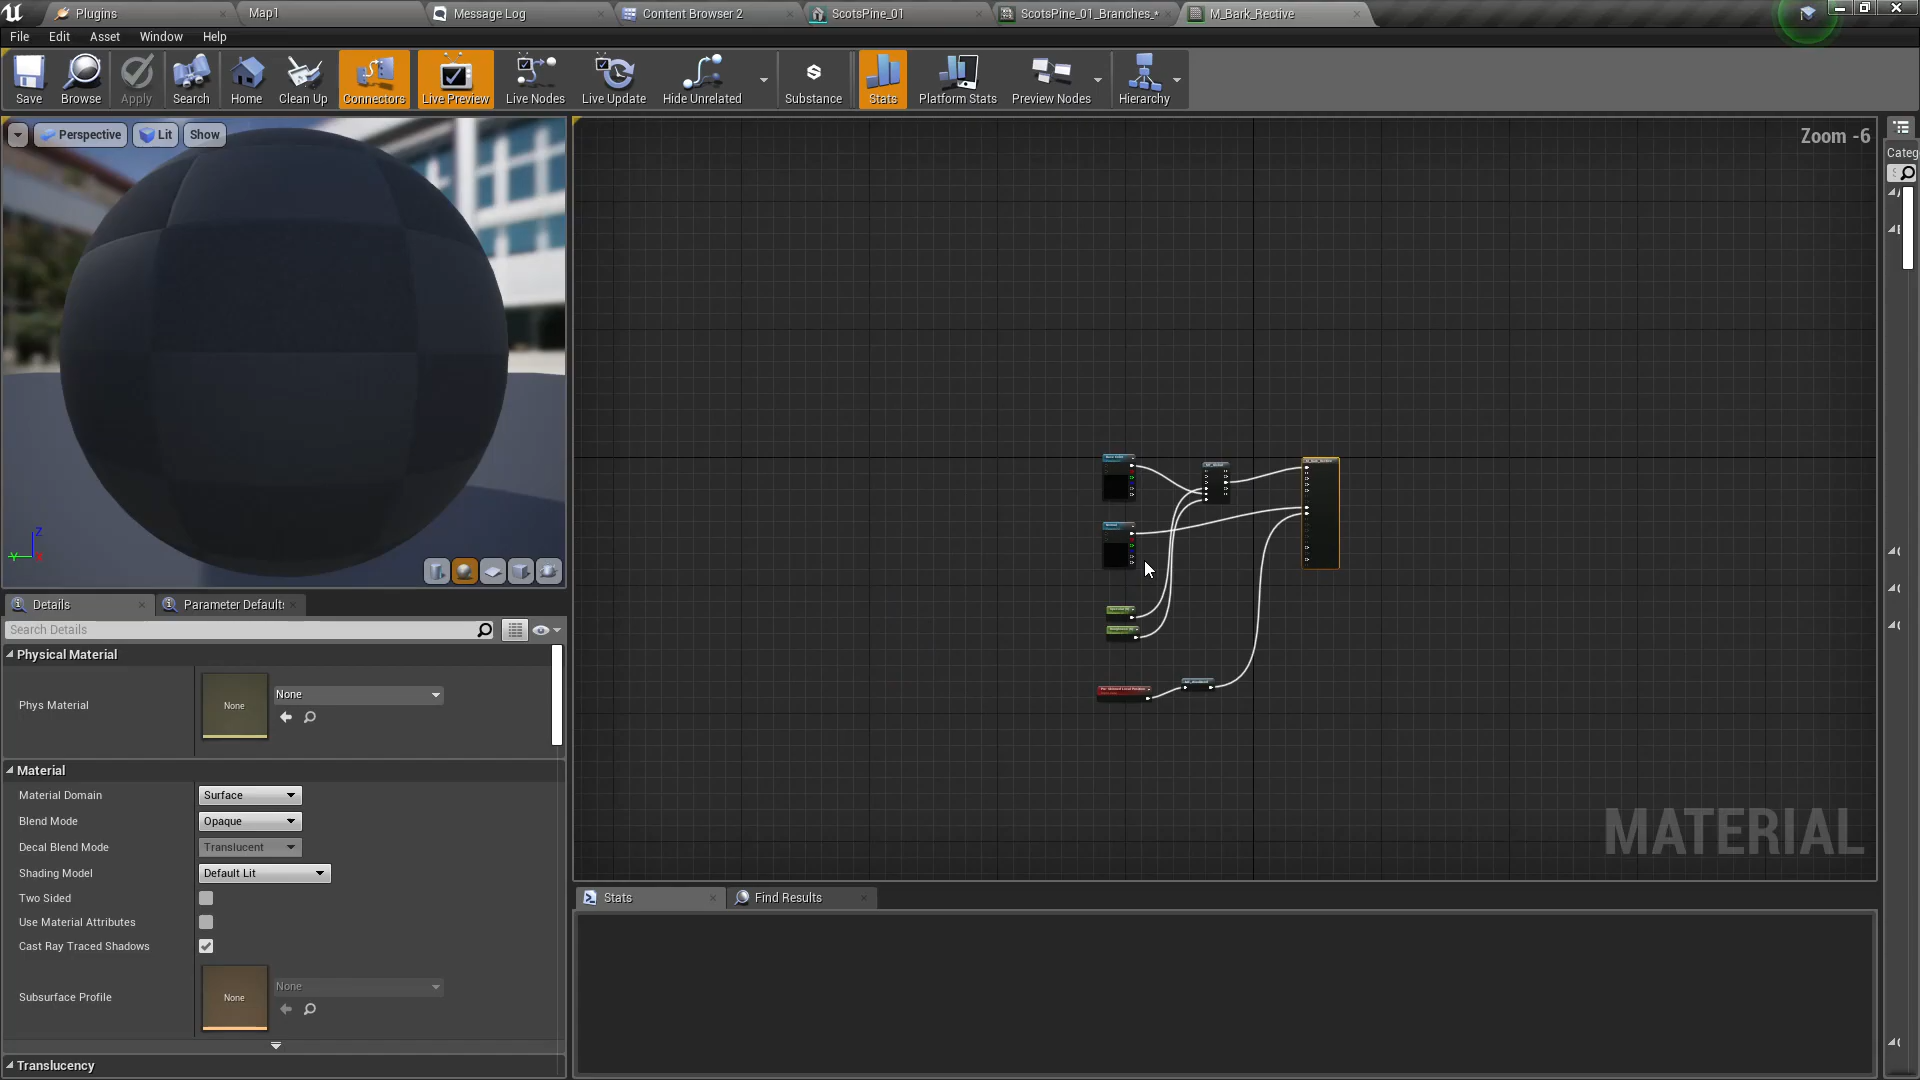 Plugins
Map1
Message Log
Content Browser 2
ScotsPine_01
ScotsPine_01_Branches_*
M_Bark_Rective
File
Edit
Asset
Window
Help
Save
Browse
Apply
Search
Home
Clean Up
Connectors
Live Preview
Live Nodes
Live Update
Hide Unrelated
Substance
Stats
Platform Stats
Preview Nodes
Hierarchy
Perspective
Lit
Show
Zoom -6
Categ
Z
Y
Details
Parameter Defaults
Search Details
Physical Material
Phys Material
None
None
Material
Material Domain
Surface
Blend Mode
Opaque
Decal Blend Mode
Translucent
Shading Model
Default Lit
Two Sided
Use Material Attributes
Cast Ray Traced Shadows
Subsurface Profile
None
None
Translucency
MATERIAL
Stats
Find Results